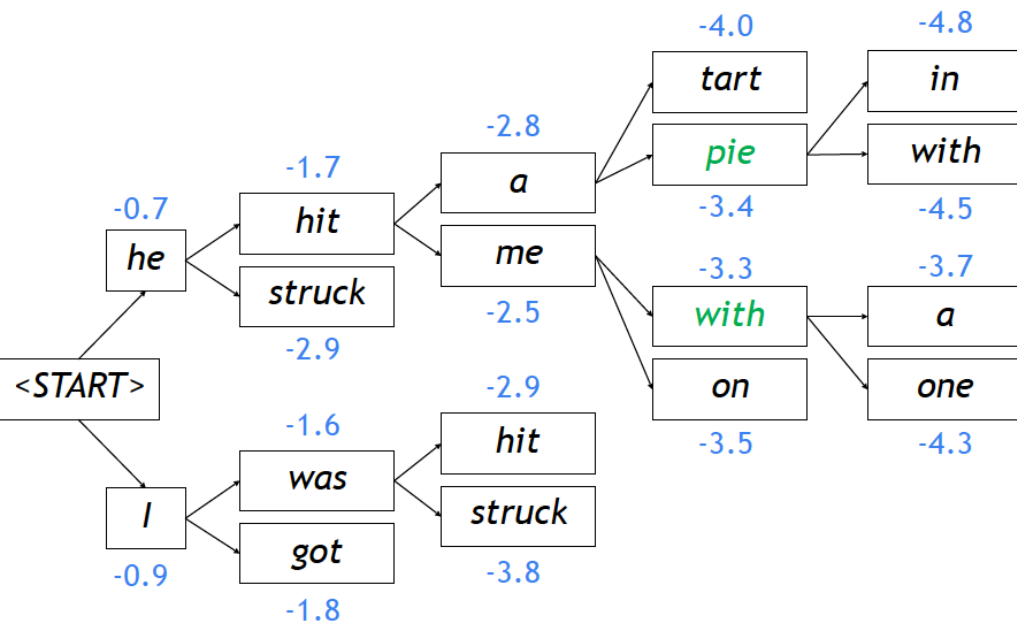 -4.0
-4.8
tart
in
-2.8
-1.7
a
pie
with
-0.7
hit
-3.4
-4.5
he
me
struck
-3.3
-3.7
-2.5
with
a
-2.9
<START>
-2.9
on
one
-1.6
hit
-3.5
-4.3
was
I
struck
got
-0.9
-3.8
-1.8